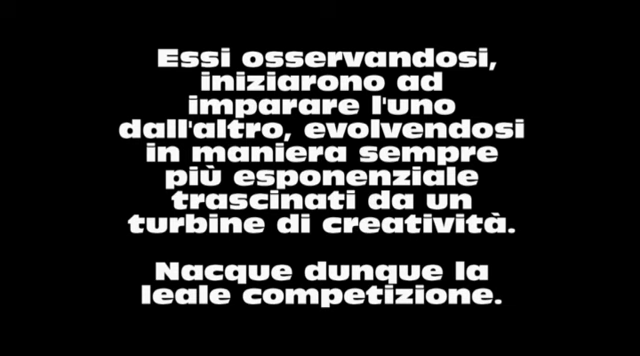 Essi osservandosi,
iniziarono ad
imparare l'uno
dall'altro, evolvendosi
in maniera sempre
più esponenziale
trascinati da un
turbine di creatività.
Nacque dunque la
leale competizione.